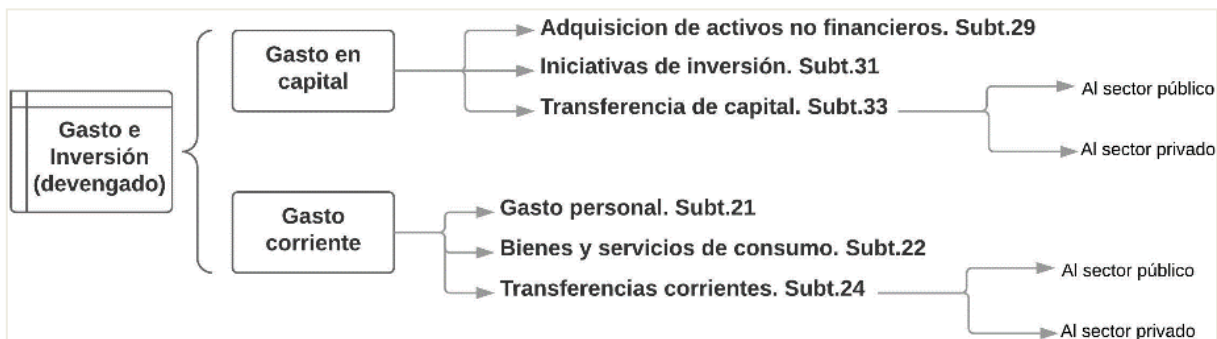 Gasto e
Inversión
(devengado)
Gasto en
capital
Adquisicion de activos no financieros. Subt.29
Iniciativas de inversión. Subt.31
Transferencia de capital. Subt.33
Al sector público
Al sector privado
Gasto
corriente
Gasto personal. Subt.21
Bienes y servicios de consumo. Subt.22
Transferencias corrientes. Subt.24
Al sector público
Al sector privado